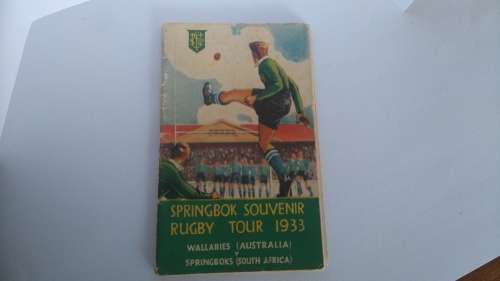 SPRINGBOK SOUVENIR
RUGBY TOUR 1933
WALLABIES (AUSTRALIA)
V
SPRINGBOKS (SOUTH AFRICA)